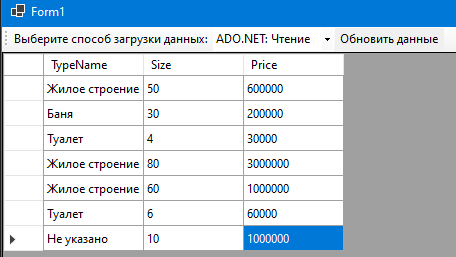 Form1
Выберите способ загрузки данных: ADO.NET: Чтение Обновить данные
TypeName Size Price
Жилое строение 50 600000
Баня 30 200000
Туалет 4 30000
Жилое строение 80 3000000
Жилое строение 60 1000000
Туалет 6 60000
Не указано 10 1000000